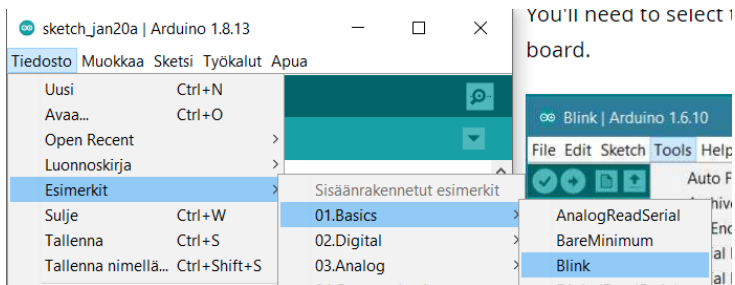 sketch_jan20a | Arduino 1.8.13
Tiedosto Muokkaa Sketsi Työkalut Apua
Uusi Ctrl+N
Avaa... Ctrl+O
Open Recent
Luonnoskirja
Esimerkit
Sulje Ctrl+W
Tallenna Ctrl+S
Tallenna nimellä... Ctrl+Shift+S
Sisäänrakennetut esimerkit
01.Basics
02.Digital
03.Analog
AnalogReadSerial
BareMinimum
Blink
You'll need to select
board.
Blink | Arduino 1.6.10
File Edit Sketch Tools Help
Auto F